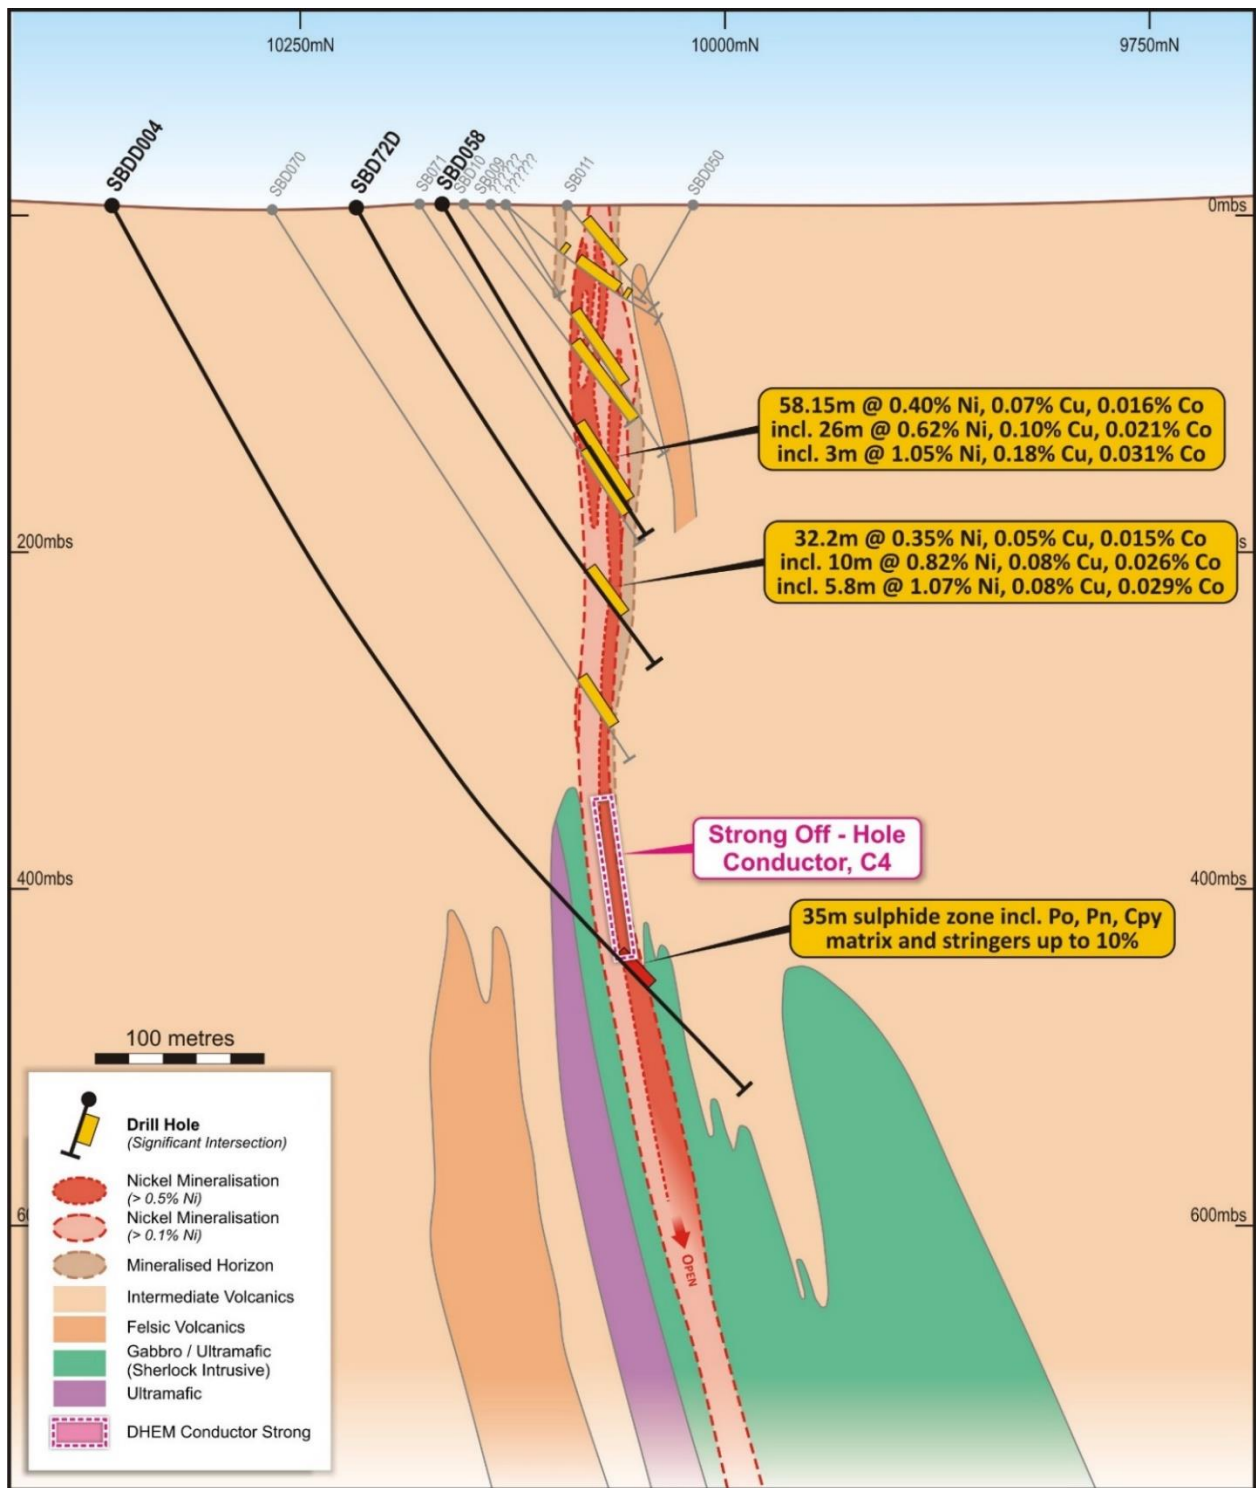 10250mN
10000mN
9750mN
SBDD004
SBD070
SBD72D
SB071
SBD058
SBD10
SB009
??????
??????
SB011
SBD050
0mbs
58.15m @ 0.40% Ni, 0.07% Cu, 0.016% Co
incl. 26m @ 0.62% Ni, 0.10% Cu, 0.021% Co
incl. 3m @ 1.05% Ni, 0.18% Cu, 0.031% Co
200mbs
s
32.2m @ 0.35% Ni, 0.05% Cu, 0.015% Co
incl. 10m @ 0.82% Ni, 0.08% Cu, 0.026% Co
incl. 5.8m @ 1.07% Ni, 0.08% Cu, 0.029% Co
Strong Off - Hole
Conductor, C4
400mbs
400mbs
35m sulphide zone incl. Po, Pn, Cpy
matrix and stringers up to 10%
100 metres
Drill Hole
(Significant Intersection)
Nickel Mineralisation
(> 0.5% Ni)
Nickel Mineralisation
(> 0.1% Ni)
60
600mbs
OPEN
Mineralised Horizon
Intermediate Volcanics
Felsic Volcanics
Gabbro / Ultramafic
(Sherlock Intrusive)
Ultramafic
DHEM Conductor Strong